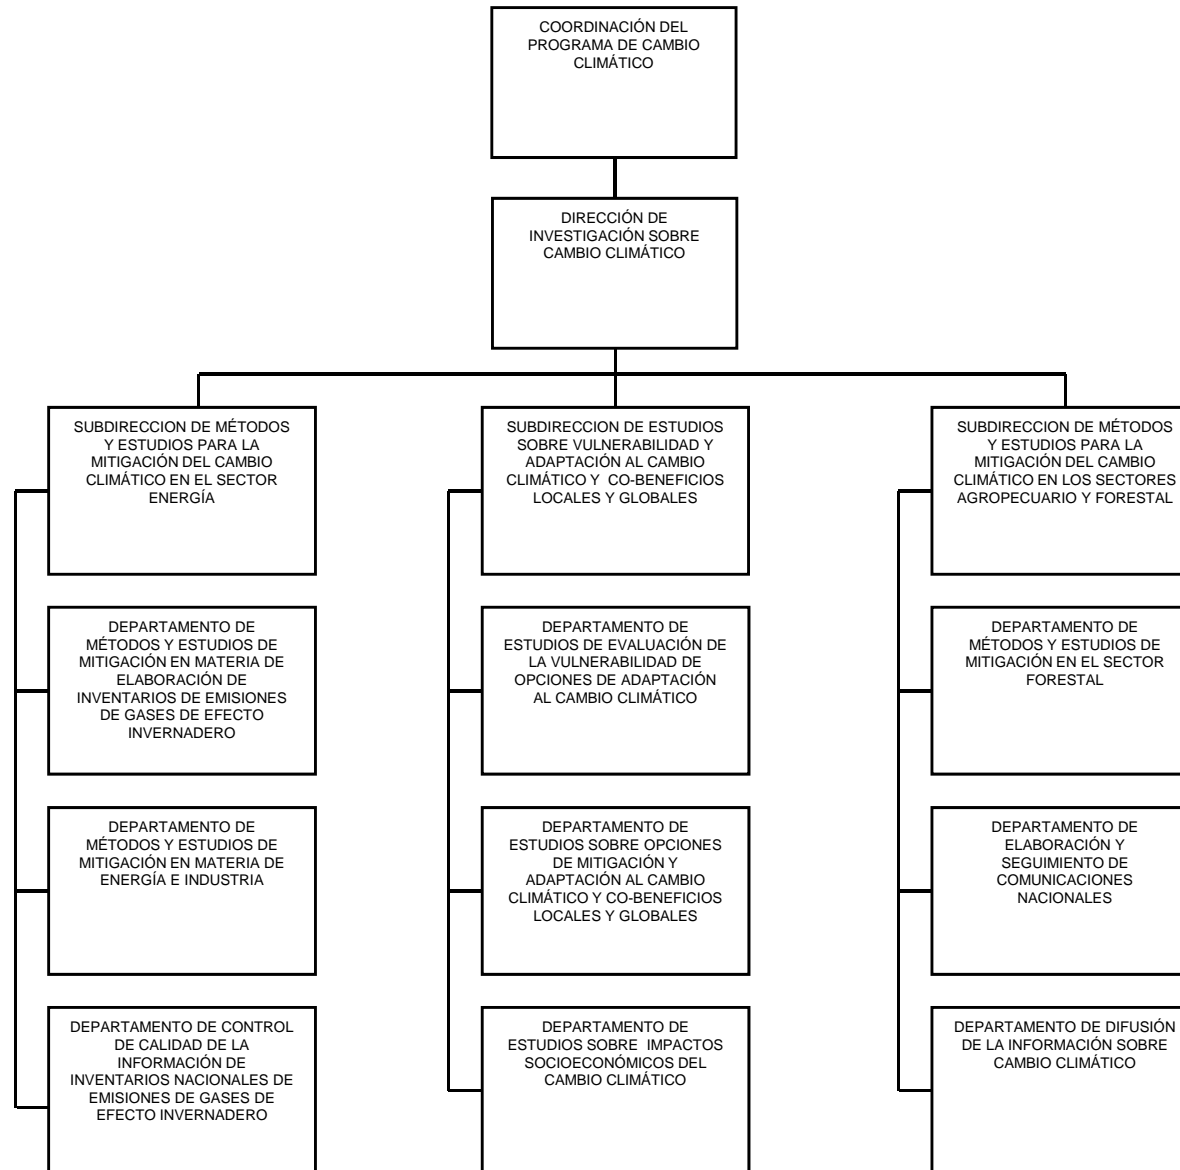 COORDINACIÓN DEL
PROGRAMA DE CAMBIO
CLIMÁTICO
DIRECCIÓN DE
INVESTIGACIÓN SOBRE
CAMBIO CLIMÁTICO
SUBDIRECCION DE MÉTODOS
Y ESTUDIOS PARA LA
MITIGACIÓN DEL CAMBIO
CLIMÁTICO EN EL SECTOR
ENERGÍA
SUBDIRECCION DE ESTUDIOS
SOBRE VULNERABILIDAD Y
ADAPTACIÓN AL CAMBIO
CLIMÁTICO Y CO-BENEFICIOS
LOCALES Y GLOBALES
SUBDIRECCION DE MÉTODOS
Y ESTUDIOS PARA LA
MITIGACIÓN DEL CAMBIO
CLIMÁTICO EN LOS SECTORES
AGROPECUARIO Y FORESTAL
DEPARTAMENTO DE
MÉTODOS Y ESTUDIOS DE
MITIGACIÓN EN MATERIA DE
ELABORACIÓN DE
INVENTARIOS DE EMISIONES
DE GASES DE EFECTO
INVERNADERO
DEPARTAMENTO DE
ESTUDIOS DE EVALUACIÓN DE
LA VULNERABILIDAD DE
OPCIONES DE ADAPTACIÓN
AL CAMBIO CLIMÁTICO
DEPARTAMENTO DE
MÉTODOS Y ESTUDIOS DE
MITIGACIÓN EN EL SECTOR
FORESTAL
DEPARTAMENTO DE
MÉTODOS Y ESTUDIOS DE
MITIGACIÓN EN MATERIA DE
ENERGÍA E INDUSTRIA
DEPARTAMENTO DE
ESTUDIOS SOBRE OPCIONES
DE MITIGACIÓN Y
ADAPTACIÓN AL CAMBIO
CLIMÁTICO Y CO-BENEFICIOS
LOCALES Y GLOBALES
DEPARTAMENTO DE
ELABORACIÓN Y
SEGUIMIENTO DE
COMUNICACIONES
NACIONALES
DEPARTAMENTO DE CONTROL
DE CALIDAD DE LA
INFORMACIÓN DE
INVENTARIOS NACIONALES DE
EMISIONES DE GASES DE
EFECTO INVERNADERO
DEPARTAMENTO DE
ESTUDIOS SOBRE IMPACTOS
SOCIOECONÓMICOS DEL
CAMBIO CLIMÁTICO
DEPARTAMENTO DE DIFUSIÓN
DE LA INFORMACIÓN SOBRE
CAMBIO CLIMÁTICO